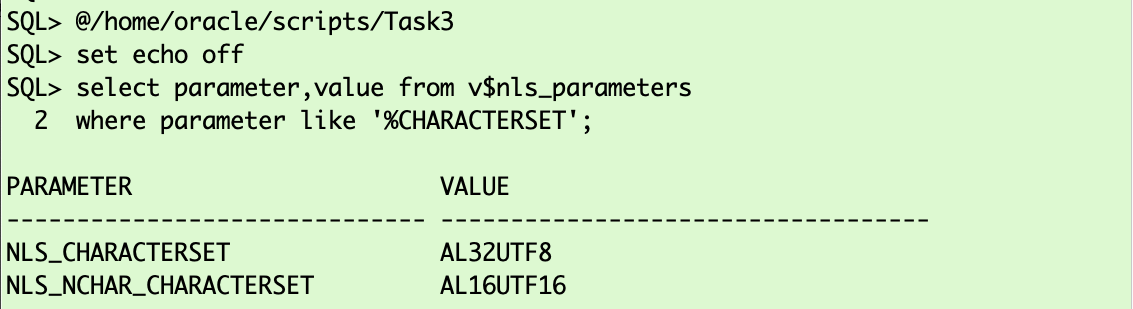 SQL> @/home/oracle/scripts/Task3
SQL> set echo off
SQL> select parameter,value from v$nls_parameters
  2  where parameter like '%CHARACTERSET';

PARAMETER                      VALUE
------------------------------ -----------------------------------
NLS_CHARACTERSET               AL32UTF8
NLS_NCHAR_CHARACTERSET         AL16UTF16